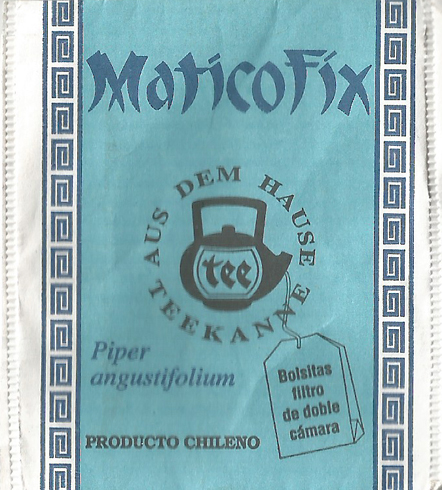 MaticoFix
AUS DEM HAUSE
TEEKANNE
tee
Piper
angustifolium
Bolsitas
filtro
de doble
cámara
PRODUCTO CHILENO